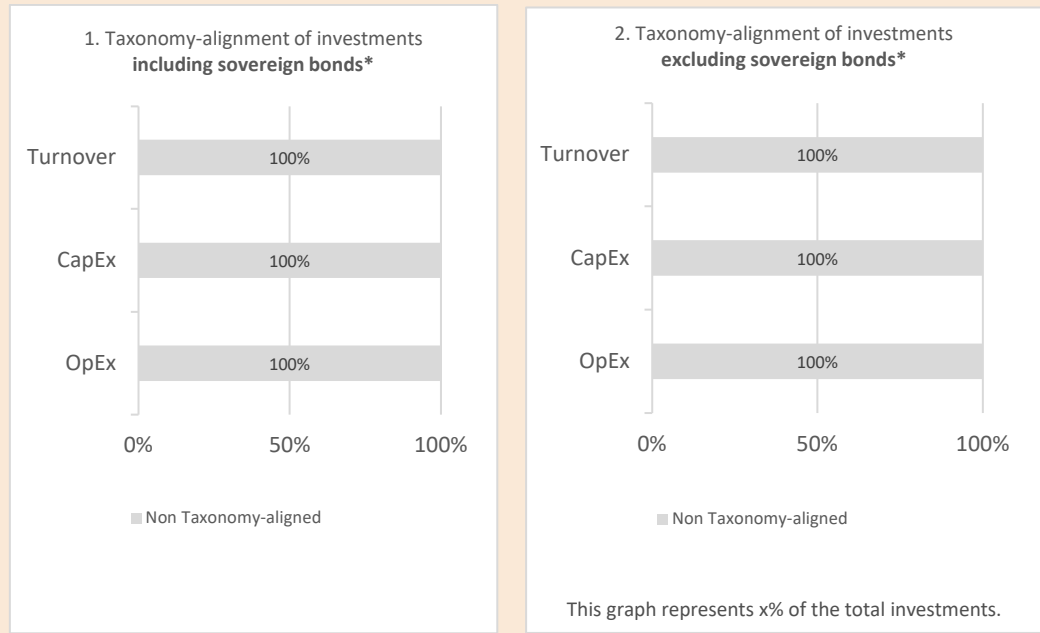 1. Taxonomy-alignment of investments
including sovereign bonds*
Turnover
100%
CapEx
100%
OpEx
100%
0%
50%
100%
Non Taxonomy-aligned
2. Taxonomy-alignment of investments
excluding sovereign bonds*
Turnover
100%
CapEx
100%
OpEx
100%
0%
50%
100%
Non Taxonomy-aligned
This graph represents x% of the total investments.